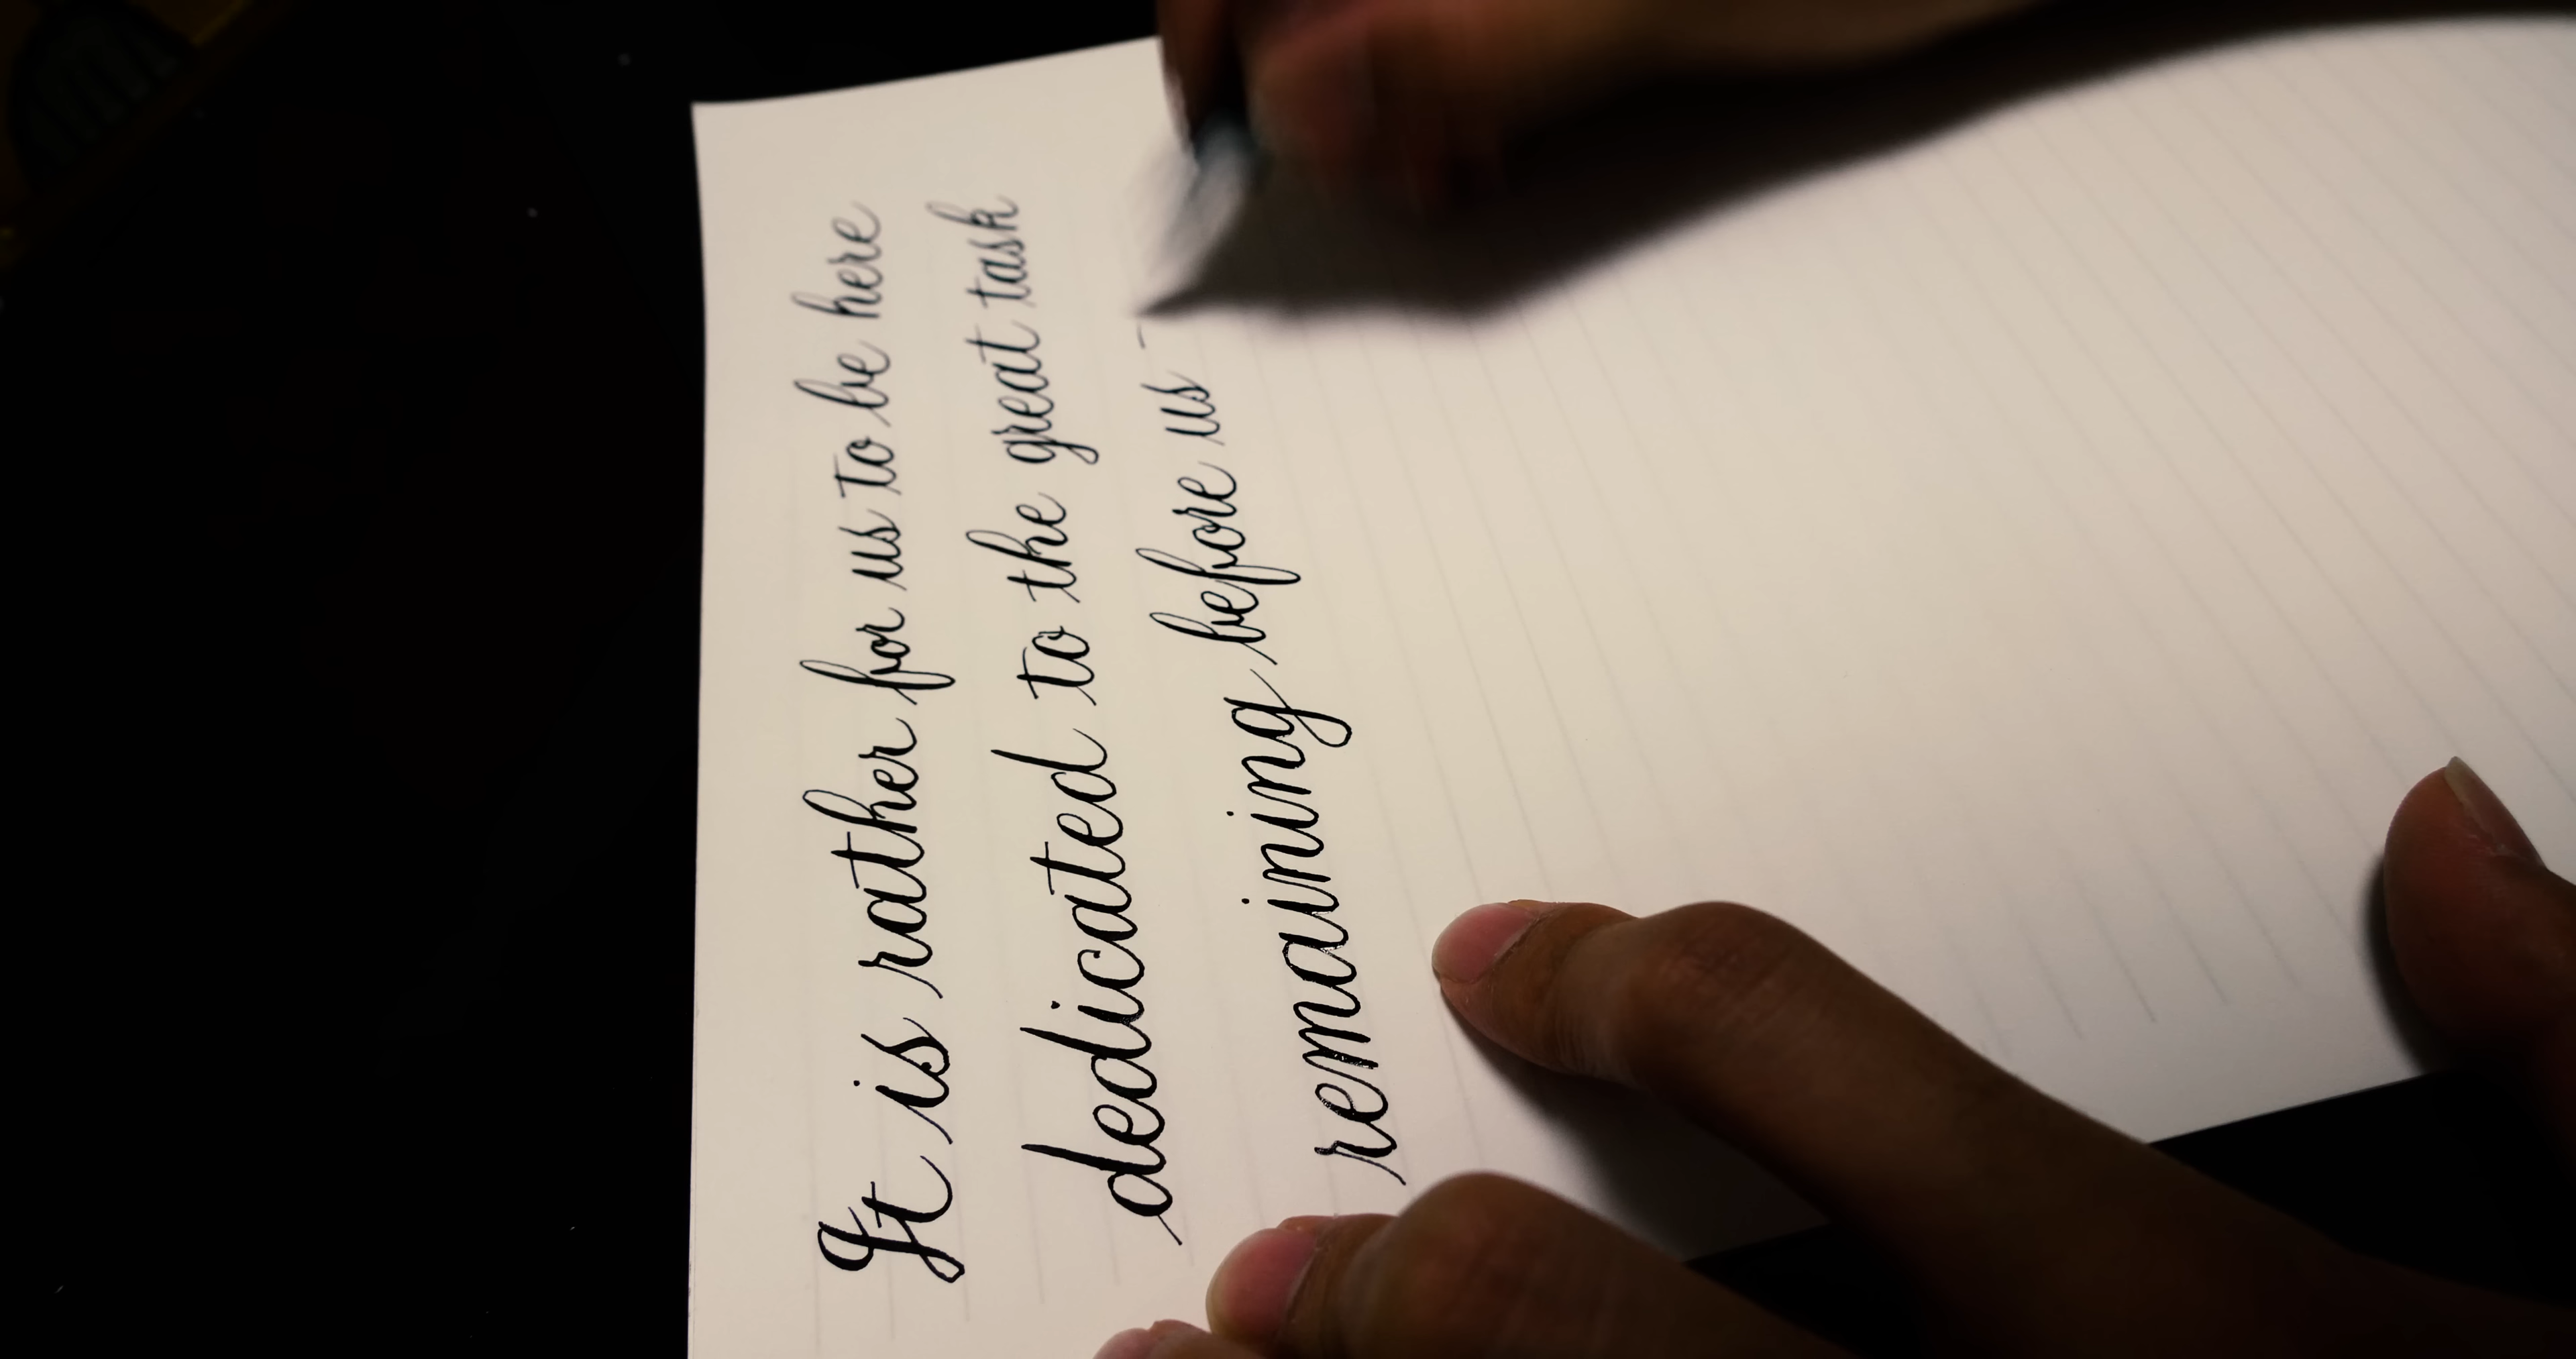 It is rather for us to be here
dedicated to the great task
remaining before us –